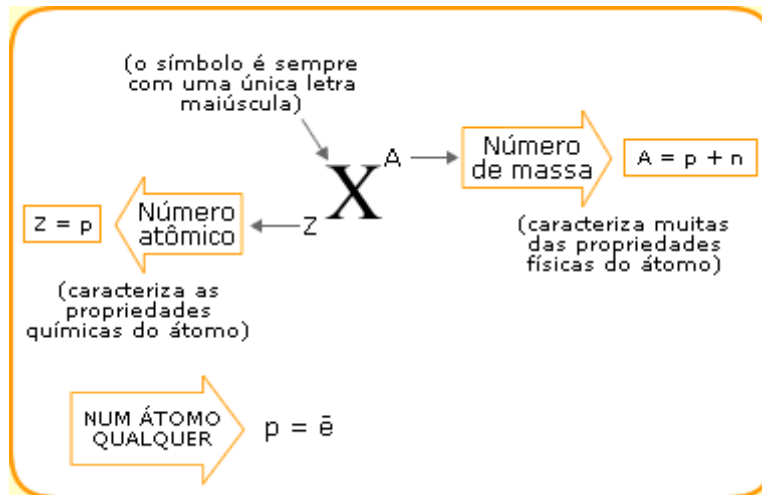 (o símbolo é sempre
com uma única letra
maiúscula)
A
Número
de massa
A = p + n
X
Z = p
Número
atômico
Z
(caracteriza muitas
das propriedades
físicas do átomo)
(caracteriza as
propriedades
químicas do átomo)
NUM ÁTOMO
QUALQUER
p = ē